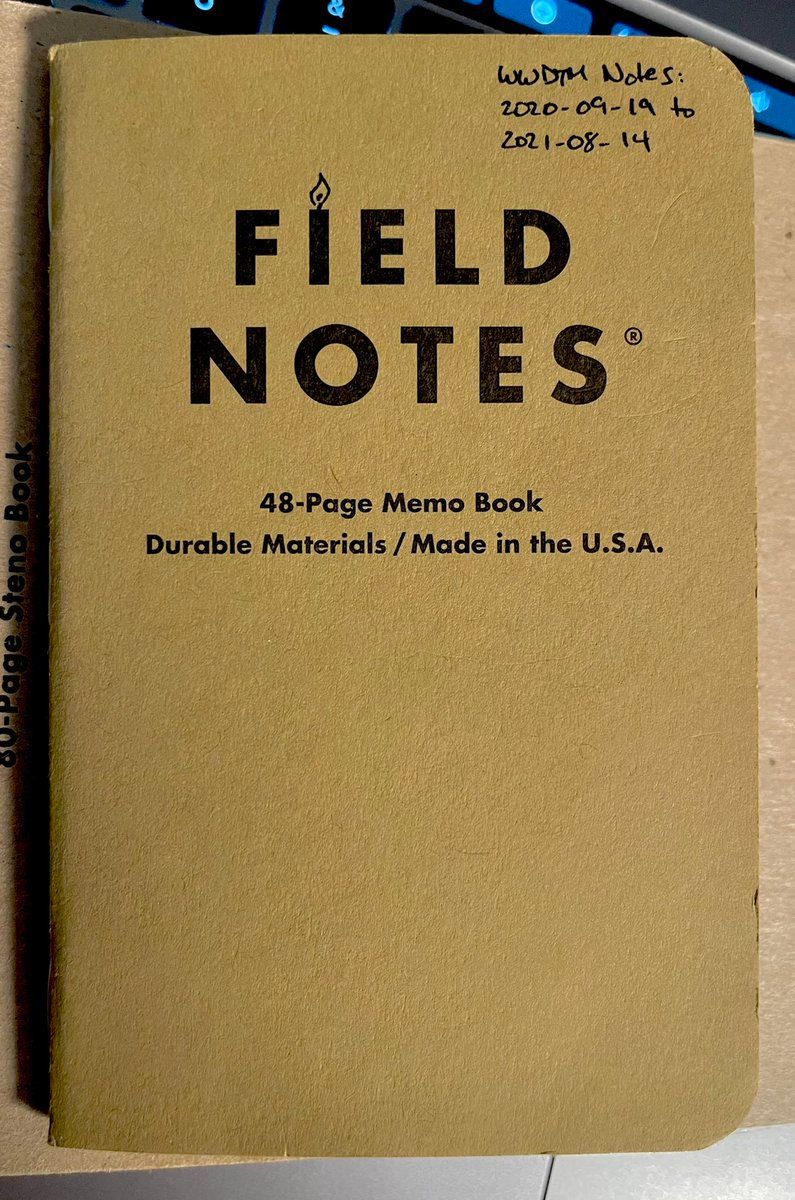 WWDTM Notes:
2020-09-19 to
2021-08-14
FIELD
NOTES®
48-Page Memo Book
Durable Materials / Made in the U.S.A.
80-Page Steno Book